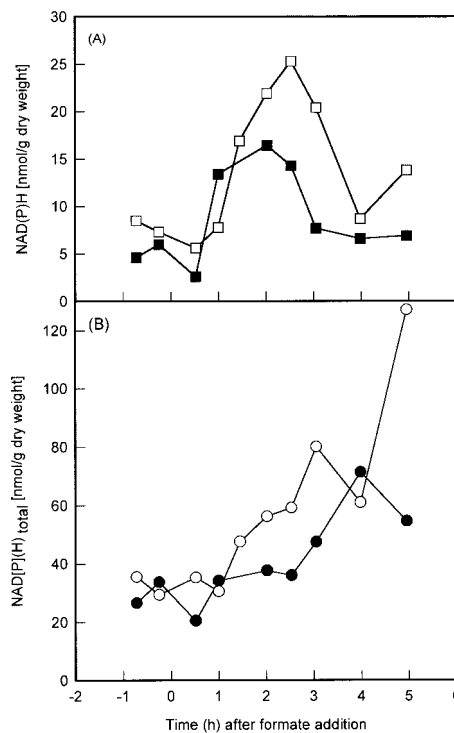 (A)
NAD(P)H [nmol/g dry weight]
30
25
20
15
10
5
0
(B)
NAD[P](H) total [nmol/g dry weight]
120
100
80
60
40
20
0
-2 -1 0 1 2 3 4 5 6
Time (h) after formate addition